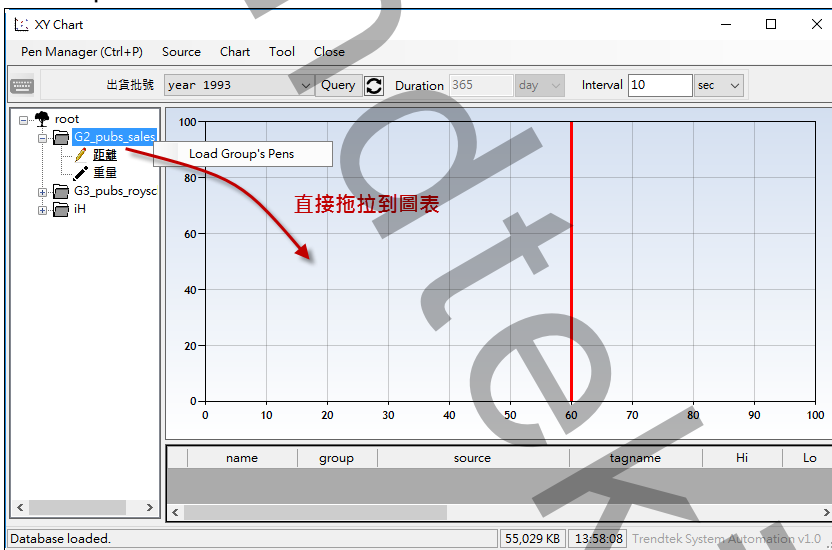 XY Chart
Pen Manager (Ctrl+P) Source Chart Tool Close
出貨批號 year 1993 Query Duration 365 day Interval 10 sec
root
G2_pubs_sales
距離
重量
G3_pubs_roysc
iH
Load Group's Pens
直接拖拉到圖表
100
80
60
40
20
0
0 10 20 30 40 50 60 70 80 90 100
name group source tagname Hi Lo
Database loaded. 55,029 KB 13:58:08 Trendtek System Automation v1.0
ndtek